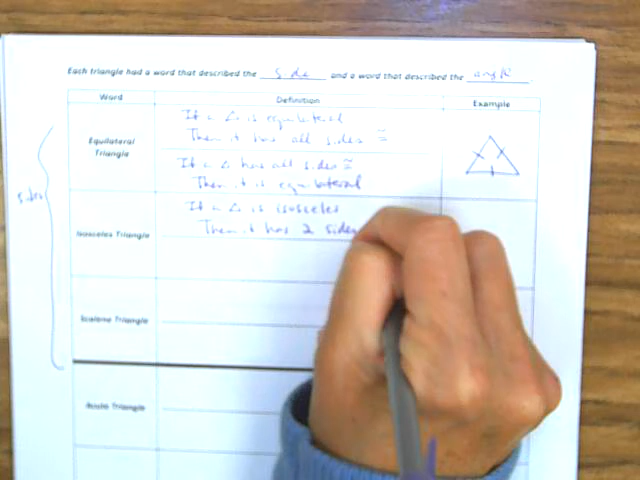 Each triangle had a word that described the side and a word that described the angle.
Word Definition Example
Equilateral Triangle
If a △ is equilateral
Then it has all sides ≅
If a △ has all sides ≅
Then it is equilateral
sides
Isosceles Triangle
If a △ is isosceles
Then it has 2 sides
Scalene Triangle
Acute Triangle